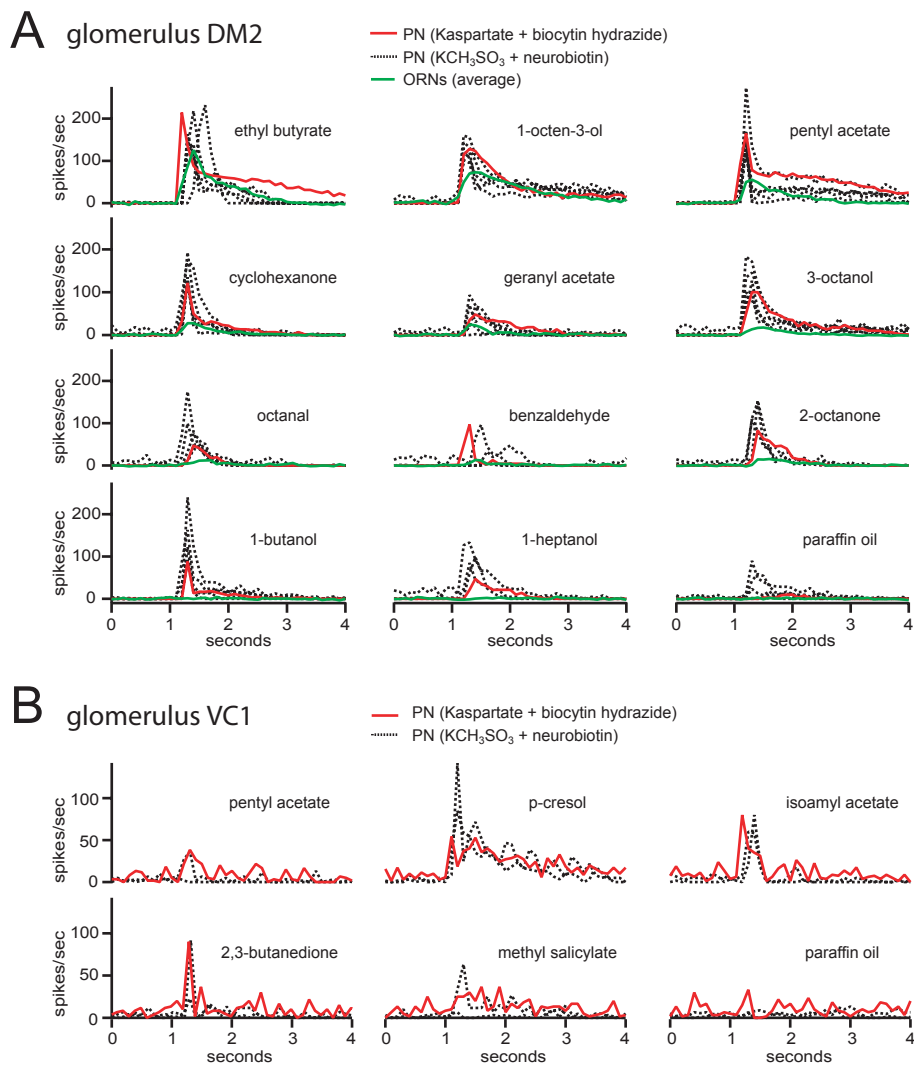 A glomerulus DM2
PN (Kaspartate + biocytin hydrazide)
PN (KCH₃SO₃ + neurobiotin)
ORNs (average)
ethyl butyrate
1-octen-3-ol
pentyl acetate
spikes/sec
200
100
0
cyclohexanone
geranyl acetate
3-octanol
spikes/sec
200
100
0
octanal
benzaldehyde
2-octanone
spikes/sec
200
100
0
1-butanol
1-heptanol
paraffin oil
spikes/sec
200
100
0
0 1 2 3 4
0 1 2 3 4
0 1 2 3 4
seconds
seconds
seconds
B glomerulus VC1
PN (Kaspartate + biocytin hydrazide)
PN (KCH₃SO₃ + neurobiotin)
pentyl acetate
p-cresol
isoamyl acetate
spikes/sec
100
50
0
2,3-butanedione
methyl salicylate
paraffin oil
spikes/sec
100
50
0
0 1 2 3 4
0 1 2 3 4
0 1 2 3 4
seconds
seconds
seconds